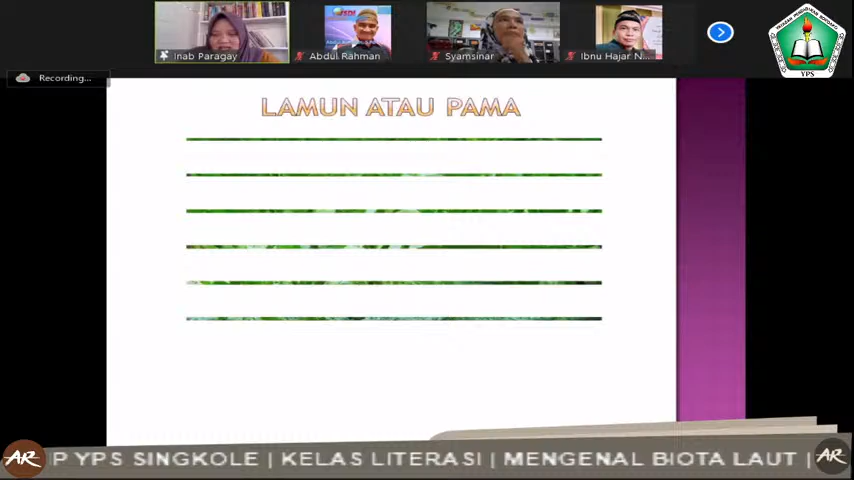 Inab Paragay
Abdul Rahman
Syamsinar
Ibnu Hajar N...
YPS
Recording...
LAMUN ATAU PAMA
AR
P YPS SINGKOLE | KELAS LITERASI | MENGENAL BIOTA LAUT |
AR